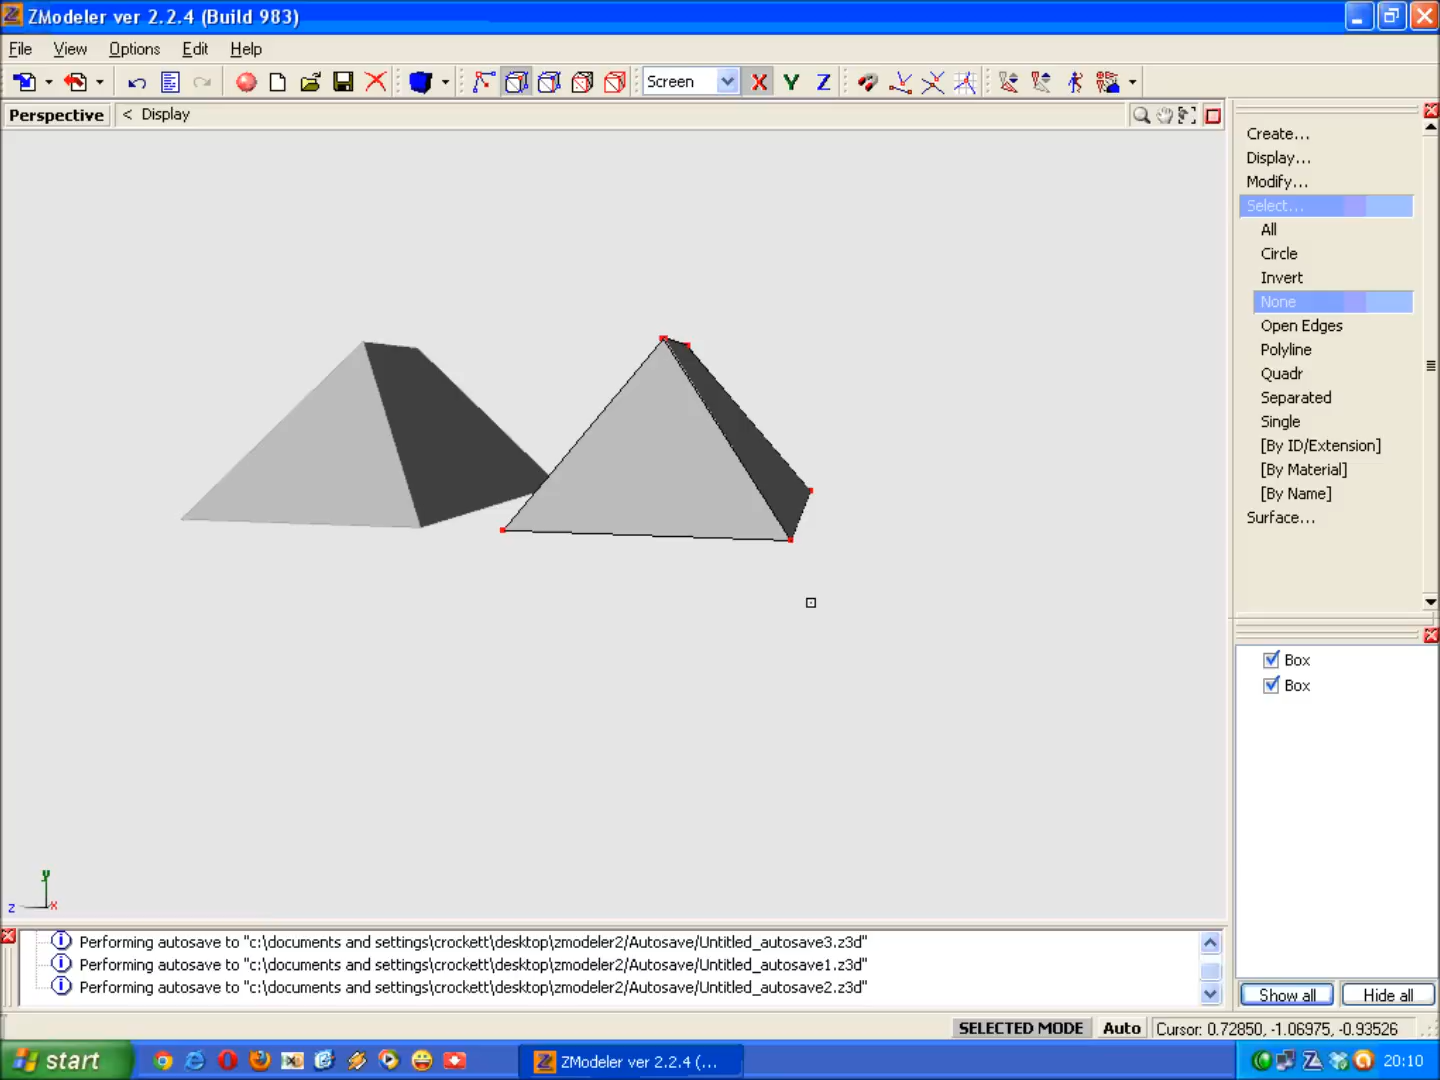 ZModeler ver 2.2.4 (Build 983)
File View Options Edit Help
Screen X Y Z
Perspective < Display
Create...
Display...
Modify...
Select...
All
Circle
Invert
None
Open Edges
Polyline
Quadr
Separated
Single
[By ID/Extension]
[By Material]
[By Name]
Surface...
Box
Box
y
z x
Performing autosave to "c:\documents and settings\crockett\desktop\zmodeler2/Autosave/Untitled_autosave3.z3d"
Performing autosave to "c:\documents and settings\crockett\desktop\zmodeler2/Autosave/Untitled_autosave1.z3d"
Performing autosave to "c:\documents and settings\crockett\desktop\zmodeler2/Autosave/Untitled_autosave2.z3d"
Show all Hide all
SELECTED MODE Auto Cursor: 0.72850, -1.06975, -0.93526
start ZModeler ver 2.2.4 (... 20:10